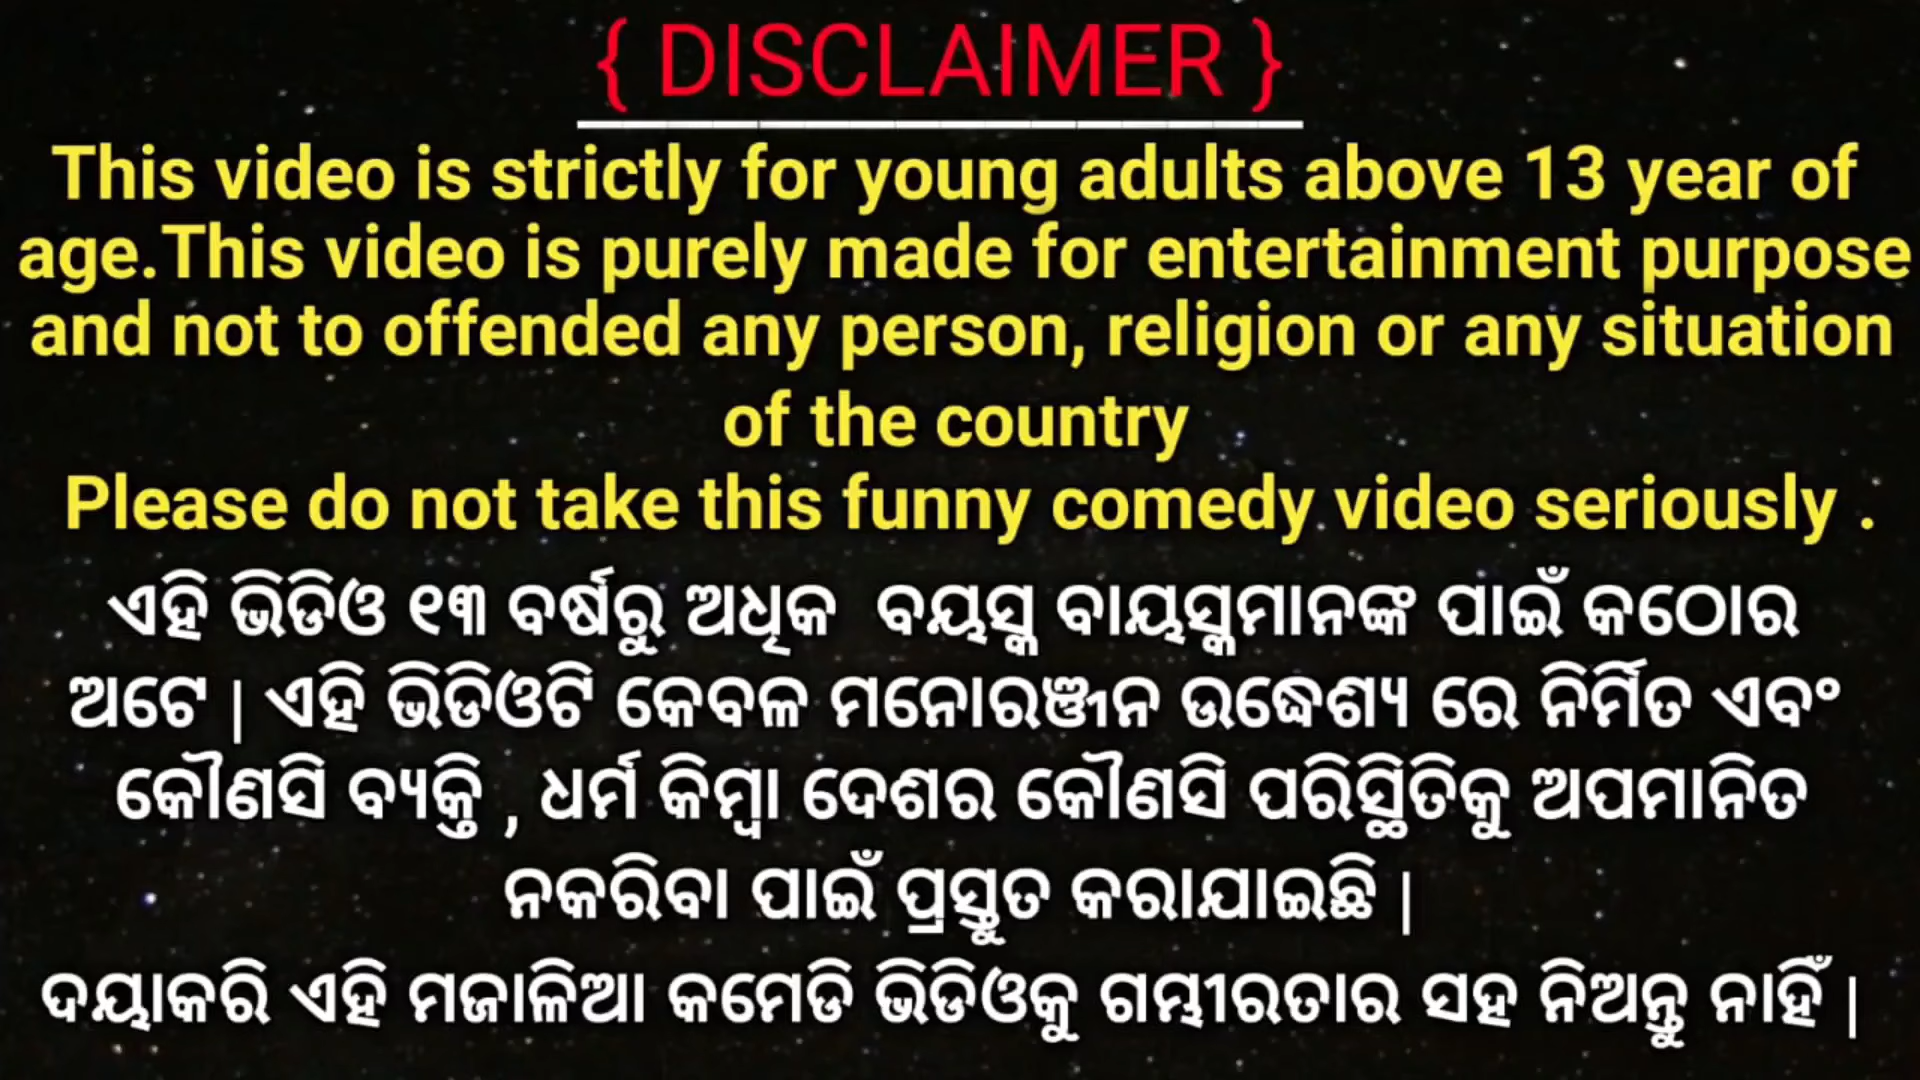 { DISCLAIMER }
This video is strictly for young adults above 13 year of
age.This video is purely made for entertainment purpose
and not to offended any person, religion or any situation
of the country
Please do not take this funny comedy video seriously .
ଏହି ଭିଡିଓ ୧୩ ବର୍ଷରୁ ଅଧିକ ବୟସ୍କ ବାୟସ୍କମାନଙ୍କ ପାଇଁ କଠୋର
ଅଟେ | ଏହି ଭିଡିଓଟି କେବଳ ମନୋରଞ୍ଜନ ଉଦ୍ଧେଶ୍ୟ ରେ ନିର୍ମିତ ଏବଂ
କୌଣସି ବ୍ୟକ୍ତି , ଧର୍ମ କିମ୍ବା ଦେଶର କୌଣସି ପରିସ୍ଥିତିକୁ ଅପମାନିତ
ନକରିବା ପାଇଁ ପ୍ରସ୍ତୁତ କରାଯାଇଛି |
ଦୟାକରି ଏହି ମଜାଳିଆ କମେଡି ଭିଡିଓକୁ ଗମ୍ଭୀରତାର ସହ ନିଅନ୍ତୁ ନାହିଁ |